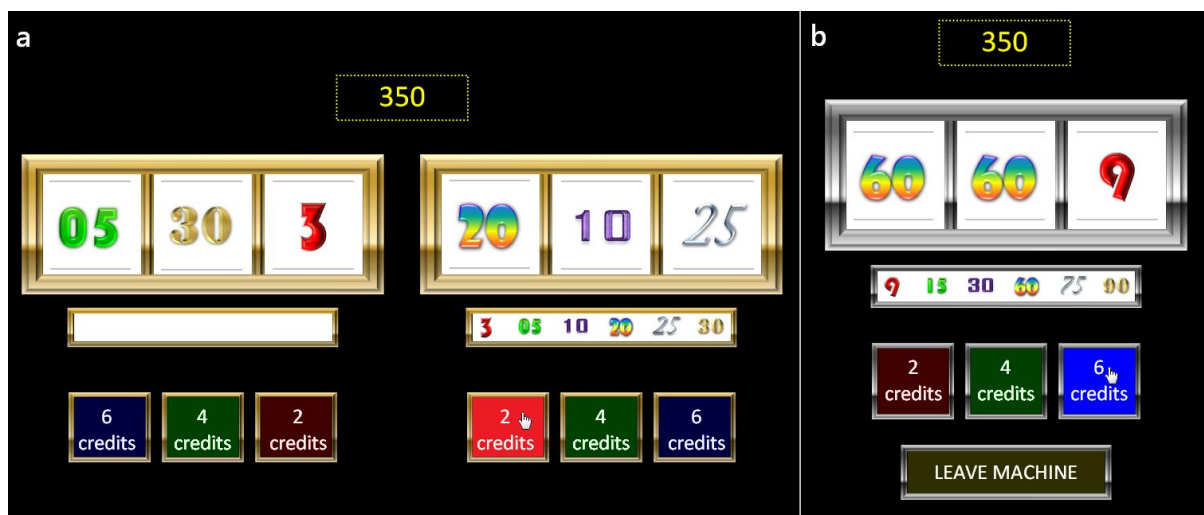 a
350
05 30 3
20 10 25
3 05 10 20 25 30
6 credits
4 credits
2 credits
2 credits
4 credits
6 credits
b
350
60 60 9
9 15 30 60 75 90
2 credits
4 credits
6 credits
LEAVE MACHINE